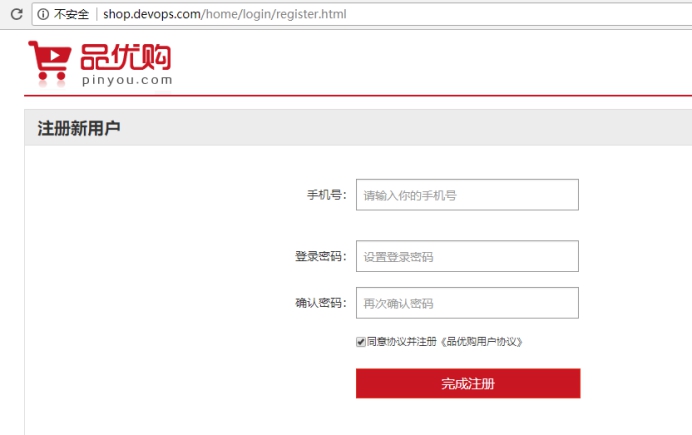 不安全 shop.devops.com/home/login/register.html
品优购
pinyou.com
注册新用户
手机号： 请输入你的手机号
登录密码： 设置登录密码
确认密码： 再次确认密码
同意协议并注册《品优购用户协议》
完成注册